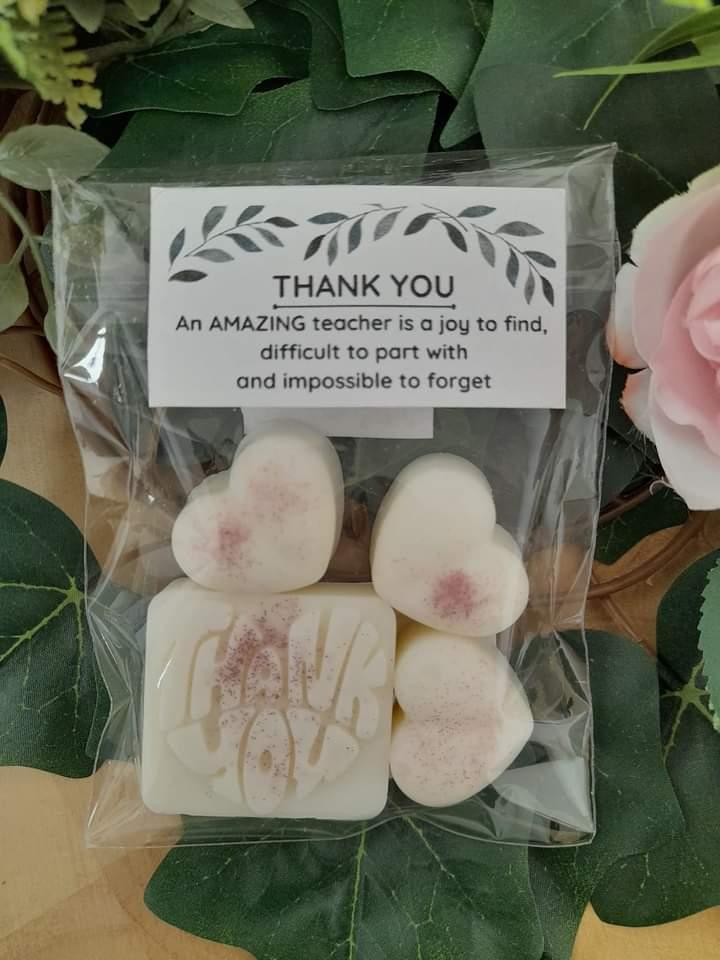 THANK YOU
An AMAZING teacher is a joy to find,
difficult to part with
and impossible to forget
THANK
YOU